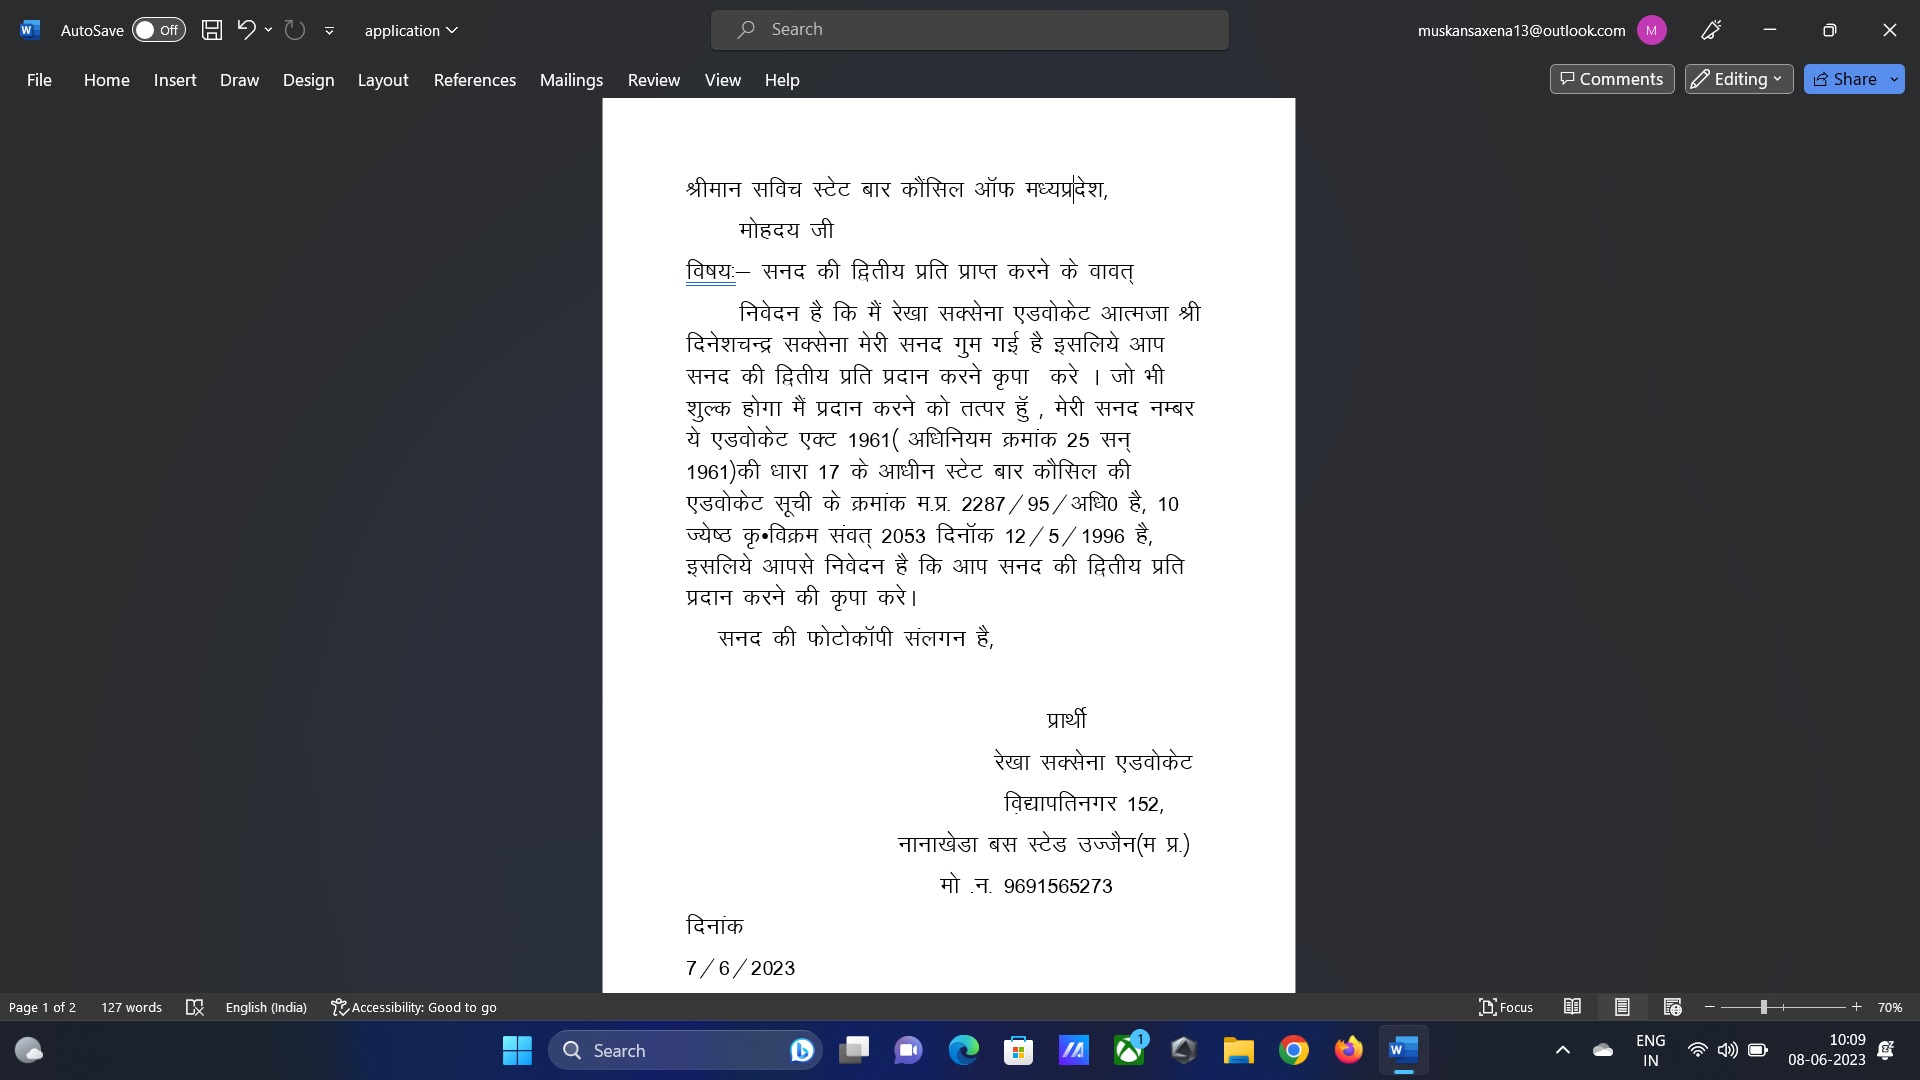 AutoSave Off application Search muskansaxena13@outlook.com M
File Home Insert Draw Design Layout References Mailings Review View Help Comments Editing Share
श्रीमान सविच स्टेट बार कौंसिल ऑफ मध्यप्रदेश,
मोहदय जी
विषय:– सनद की द्वितीय प्रति प्राप्त करने के वावत्
निवेदन है कि मैं रेखा सक्सेना एडवोकेट आत्मजा श्री
दिनेशचन्द्र सक्सेना मेरी सनद गुम गई है इसलिये आप
सनद की द्वितीय प्रति प्रदान करने कृपा करे । जो भी
शुल्क होगा मैं प्रदान करने को तत्पर हॅू , मेरी सनद नम्बर
ये एडवोकेट एक्ट 1961( अधिनियम क्रमांक 25 सन्
1961)की धारा 17 के आधीन स्टेट बार कौसिल की
एडवोकेट सूची के क्रमांक म.प्र. 2287/95/अधि0 है, 10
ज्येष्ठ कृ•विक्रम संवत् 2053 दिनॉक 12/5/1996 है,
इसलिये आपसे निवेदन है कि आप सनद की द्वितीय प्रति
प्रदान करने की कृपा करे।
सनद की फोटोकॉपी संलगन है,
प्रार्थी
रेखा सक्सेना एडवोकेट
वि़द्यापतिनगर 152,
नानाखेडा बस स्टेड उज्जैन(म प्र.)
मो .न. 9691565273
दिनांक
7/6/2023
Page 1 of 2 127 words English (India) Accessibility: Good to go Focus 70%
Search 1 ENG IN 10:09 08-06-2023